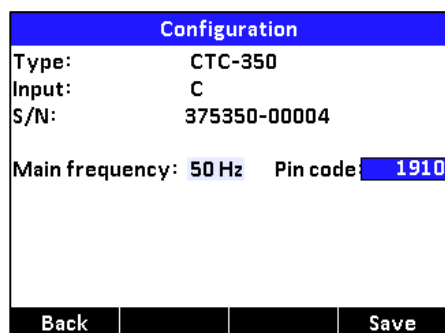 Configuration
Type: CTC-350
Input: C
S/N: 375350-00004
Main frequency: 50 Hz Pin code: 1910
Back Save